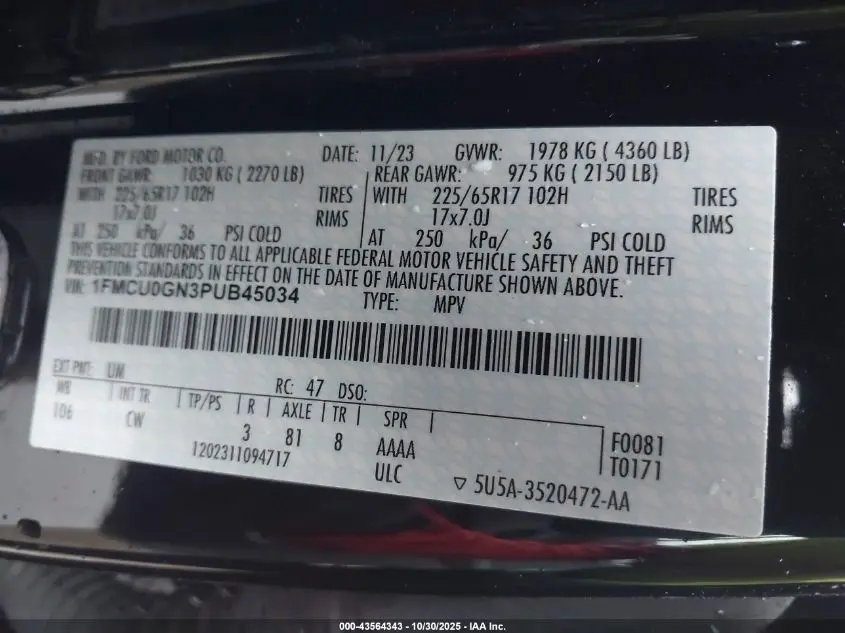 MFD. BY FORD MOTOR CO. DATE: 11/23 GVWR: 1978 KG ( 4360 LB)
FRONT GAWR: 1030 KG ( 2270 LB) REAR GAWR: 975 KG ( 2150 LB)
WITH 225/65R17 102H TIRES WITH 225/65R17 102H TIRES
17x7.0J RIMS 17x7.0J RIMS
AT 250 kPa/ 36 PSI COLD AT 250 kPa/ 36 PSI COLD
THIS VEHICLE CONFORMS TO ALL APPLICABLE FEDERAL MOTOR VEHICLE SAFETY AND THEFT
PREVENTION STANDARDS IN EFFECT ON THE DATE OF MANUFACTURE SHOWN ABOVE.
VIN: 1FMCU0GN3PUB45034 TYPE: MPV
EXT PNT: UM RC: 47 DSO:
WB INT TR TP/PS R AXLE TR SPR
106 CW 3 81 8 AAAA F0081
1202311094717 ULC T0171
▽ 5U5A-3520472-AA
000-43564343 | 10/30/2025 - IAA Inc.